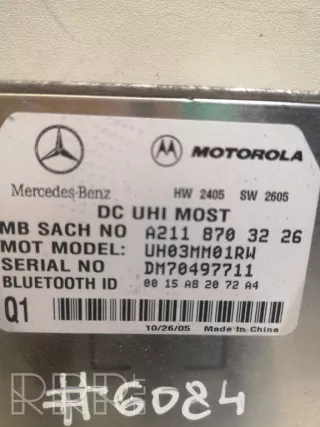 MOTOROLA
Mercedes-Benz HW 2405 SW 2605
DC UHI MOST
MB SACH NO A211 870 32 26
MOT MODEL: UH03MM01RW
SERIAL NO DM70497711
BLUETOOTH ID 00 15 A8 20 72 A4
Q1
10/26/05 Made In China
# 6084